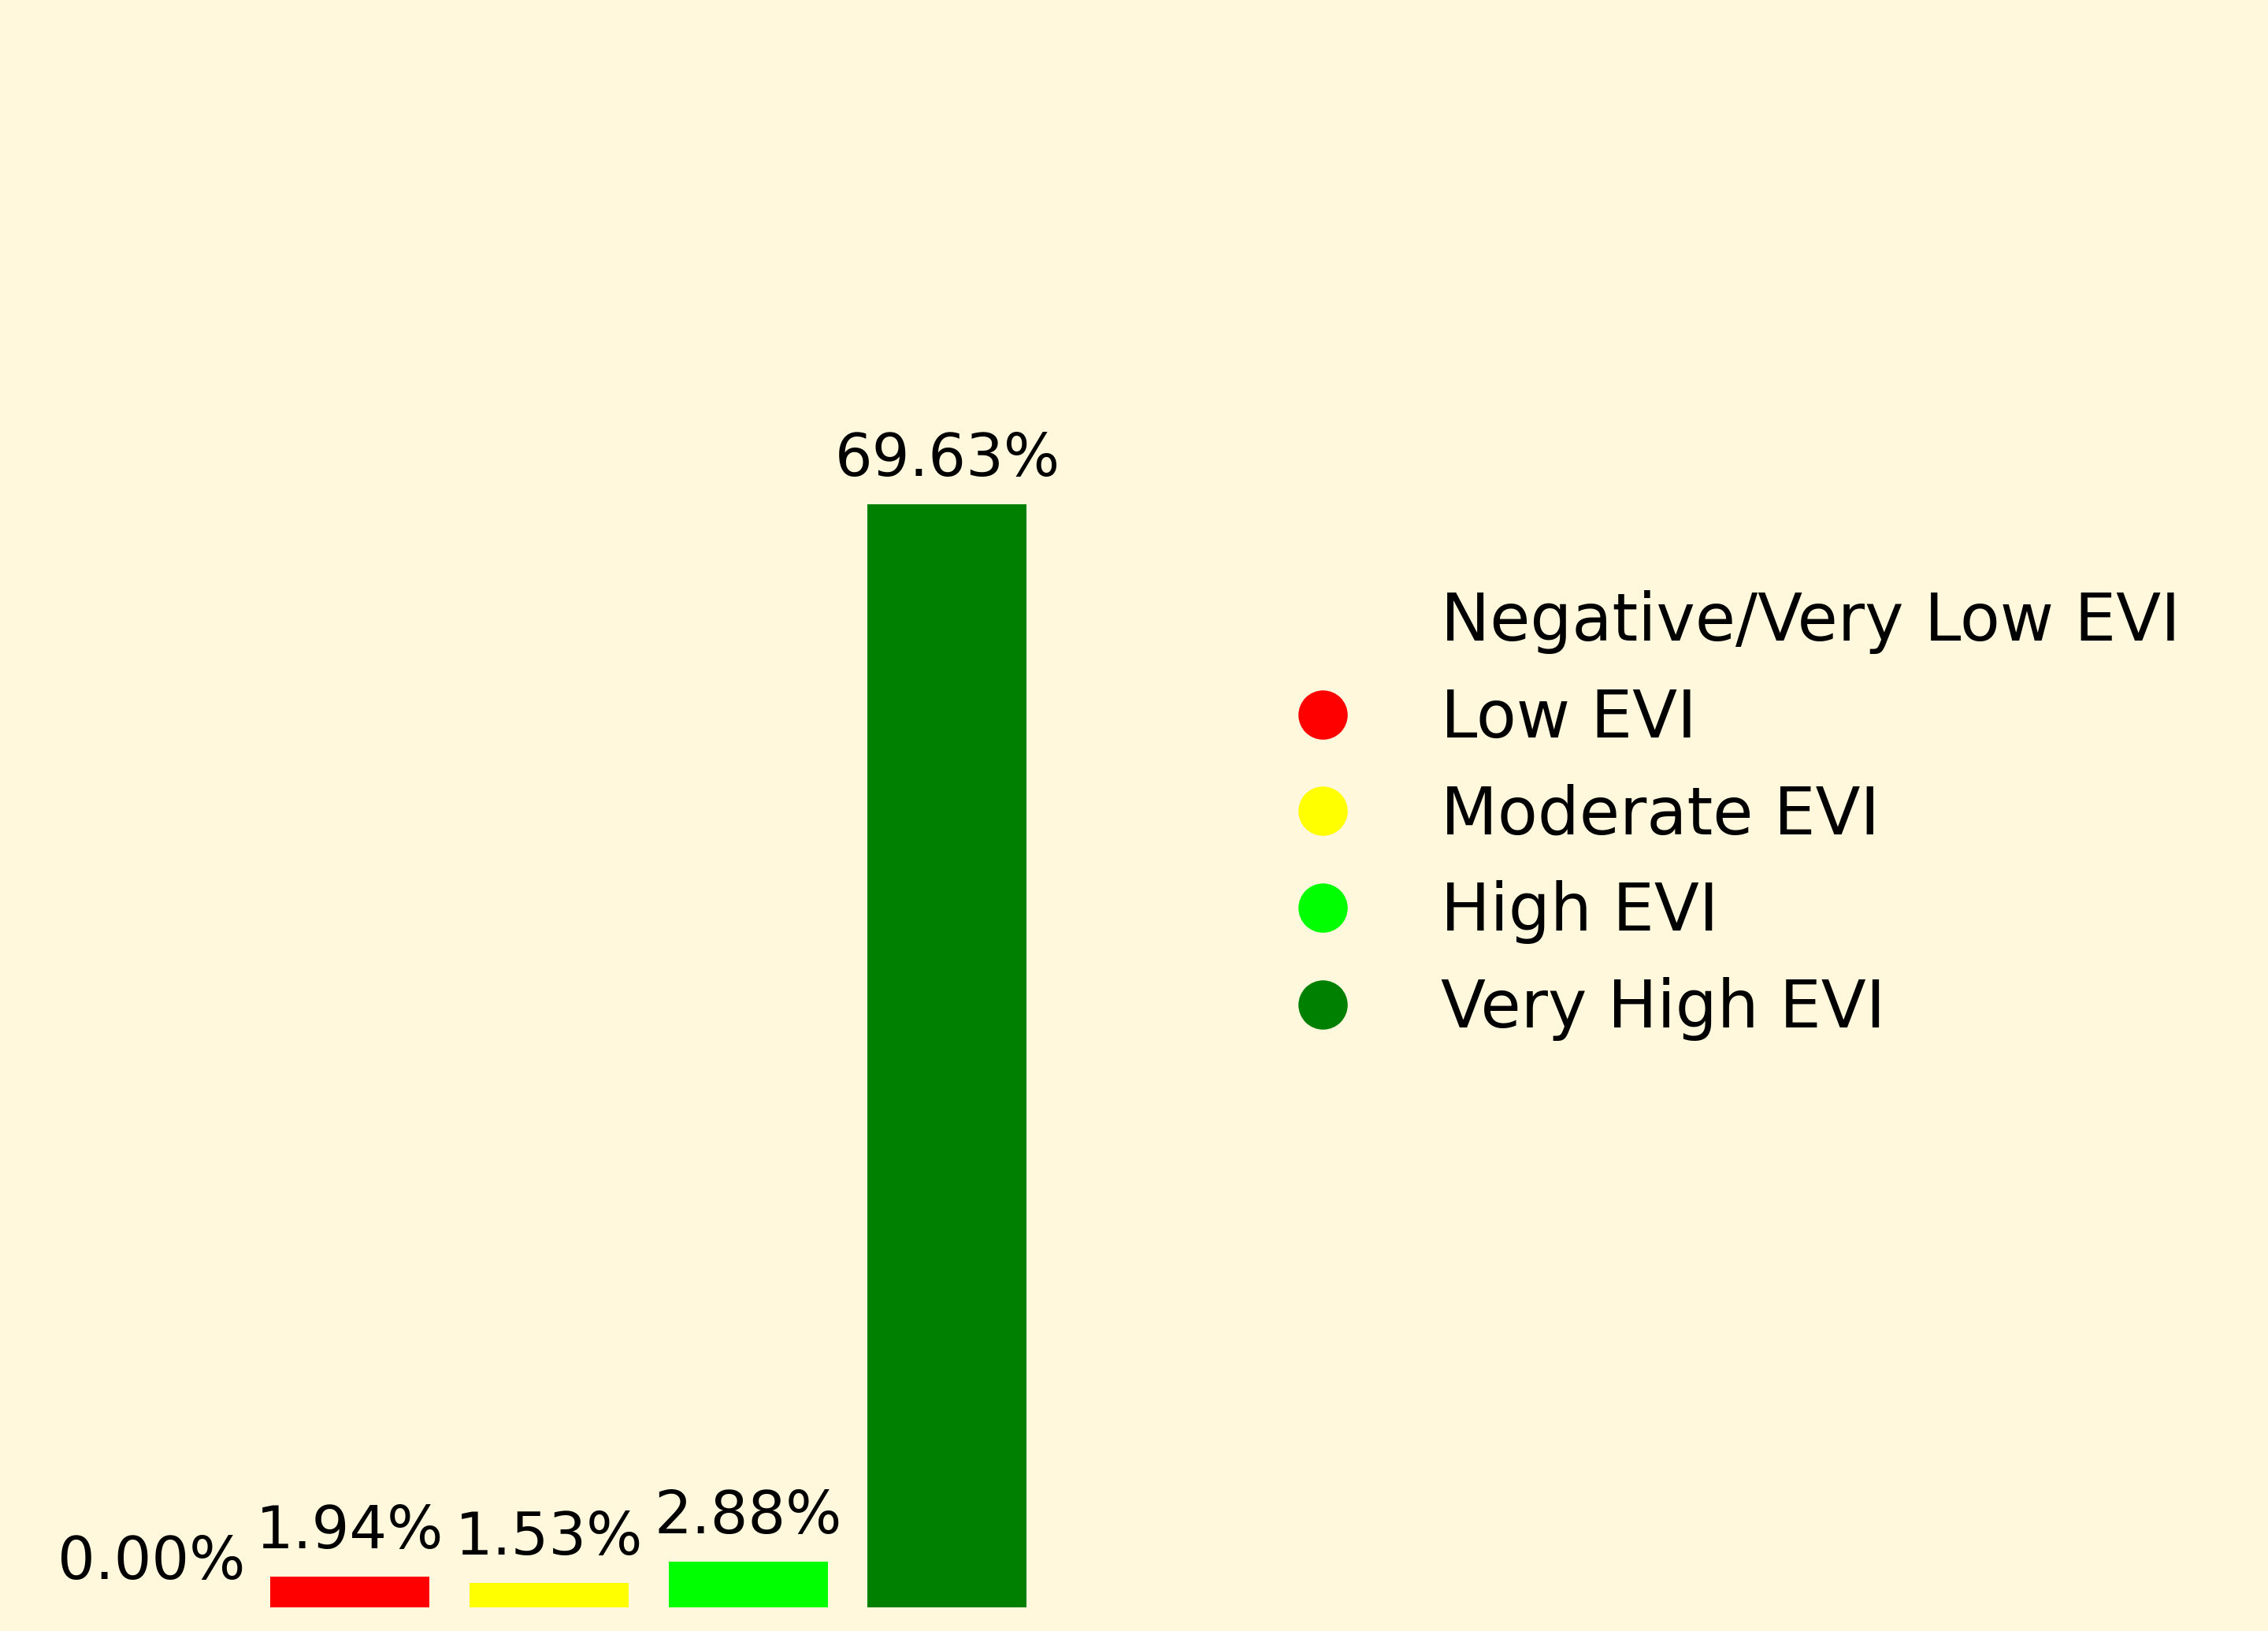 69.63%
Negative/Very Low EVI
Low EVI
Moderate EVI
High EVI
Very High EVI
2.88%
1.94%
1.53%
0.00%